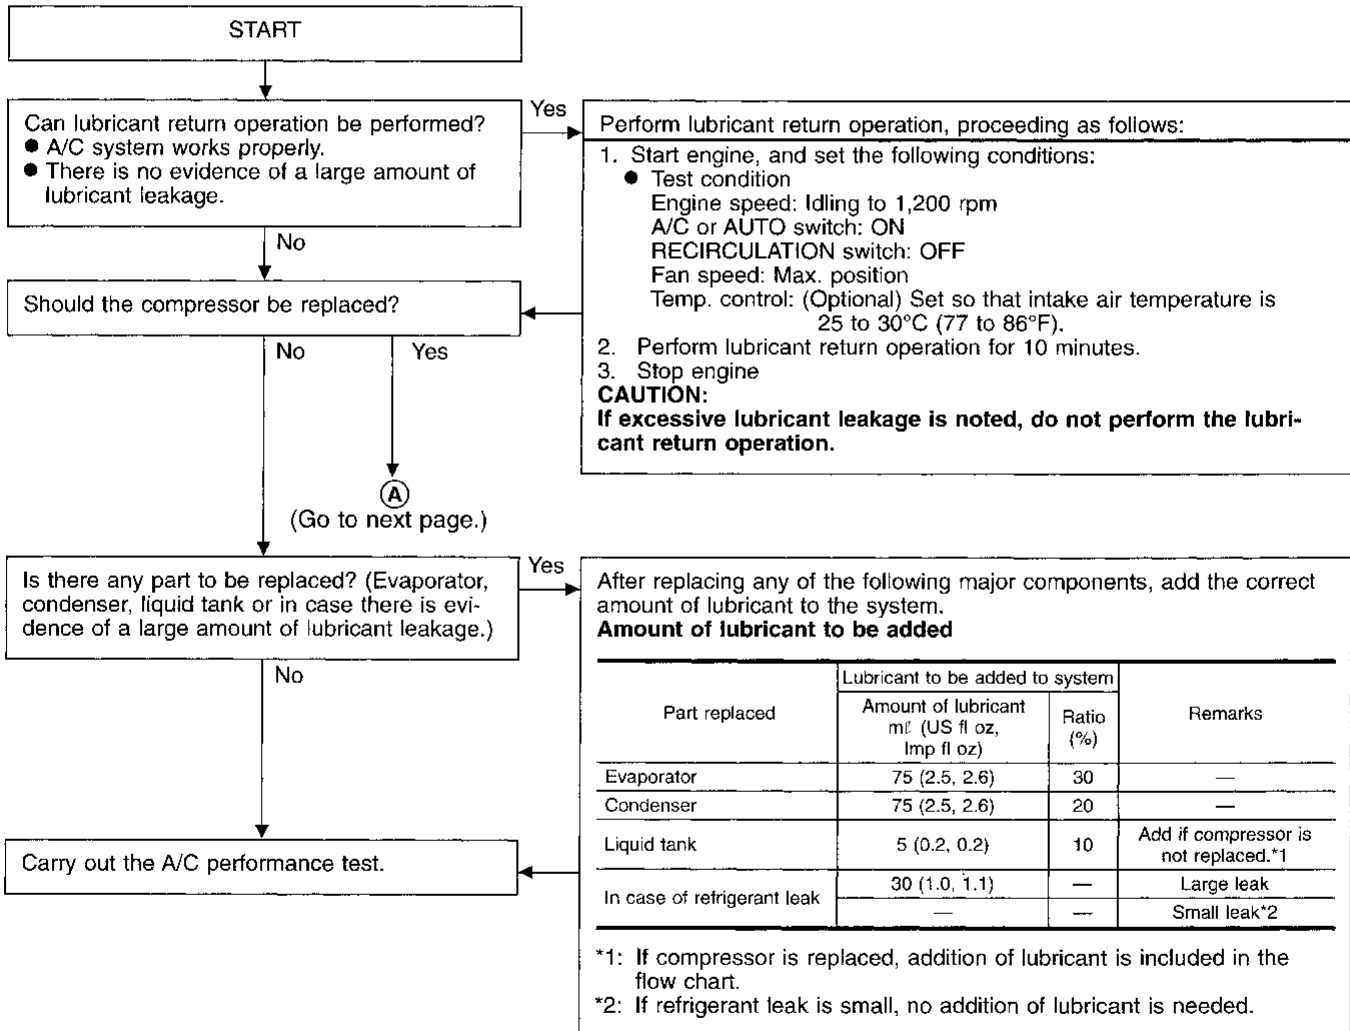 START
Can lubricant return operation be performed?
● A/C system works properly.
● There is no evidence of a large amount of
lubricant leakage.
Yes
No
Perform lubricant return operation, proceeding as follows:
1. Start engine, and set the following conditions:
● Test condition
Engine speed: Idling to 1,200 rpm
A/C or AUTO switch: ON
RECIRCULATION switch: OFF
Fan speed: Max. position
Temp. control: (Optional) Set so that intake air temperature is
25 to 30°C (77 to 86°F).
2. Perform lubricant return operation for 10 minutes.
3. Stop engine
CAUTION:
If excessive lubricant leakage is noted, do not perform the lubri-
cant return operation.
Should the compressor be replaced?
No
Yes
A
(Go to next page.)
Is there any part to be replaced? (Evaporator,
condenser, liquid tank or in case there is evi-
dence of a large amount of lubricant leakage.)
Yes
No
After replacing any of the following major components, add the correct
amount of lubricant to the system.
Amount of lubricant to be added
Part replaced
Lubricant to be added to system
Amount of lubricant
mℓ (US fl oz,
Imp fl oz)
Ratio
(%)
Remarks
Evaporator 75 (2.5, 2.6) 30 —
Condenser 75 (2.5, 2.6) 20 —
Liquid tank 5 (0.2, 0.2) 10 Add if compressor is
not replaced.*1
In case of refrigerant leak 30 (1.0, 1.1) — Large leak
— — Small leak*2
*1: If compressor is replaced, addition of lubricant is included in the
flow chart.
*2: If refrigerant leak is small, no addition of lubricant is needed.
Carry out the A/C performance test.